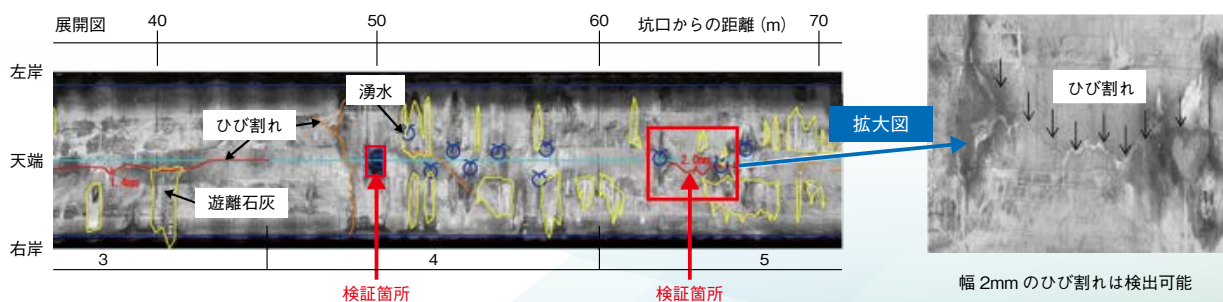 展開図 40 50 60 坑口からの距離（m） 70
左岸
湧水
ひび割れ
天端
1.4mm
遊離石灰
2.0mm
右岸
3 4 5
検証箇所 検証箇所
拡大図
ひび割れ
幅 2mm のひび割れは検出可能